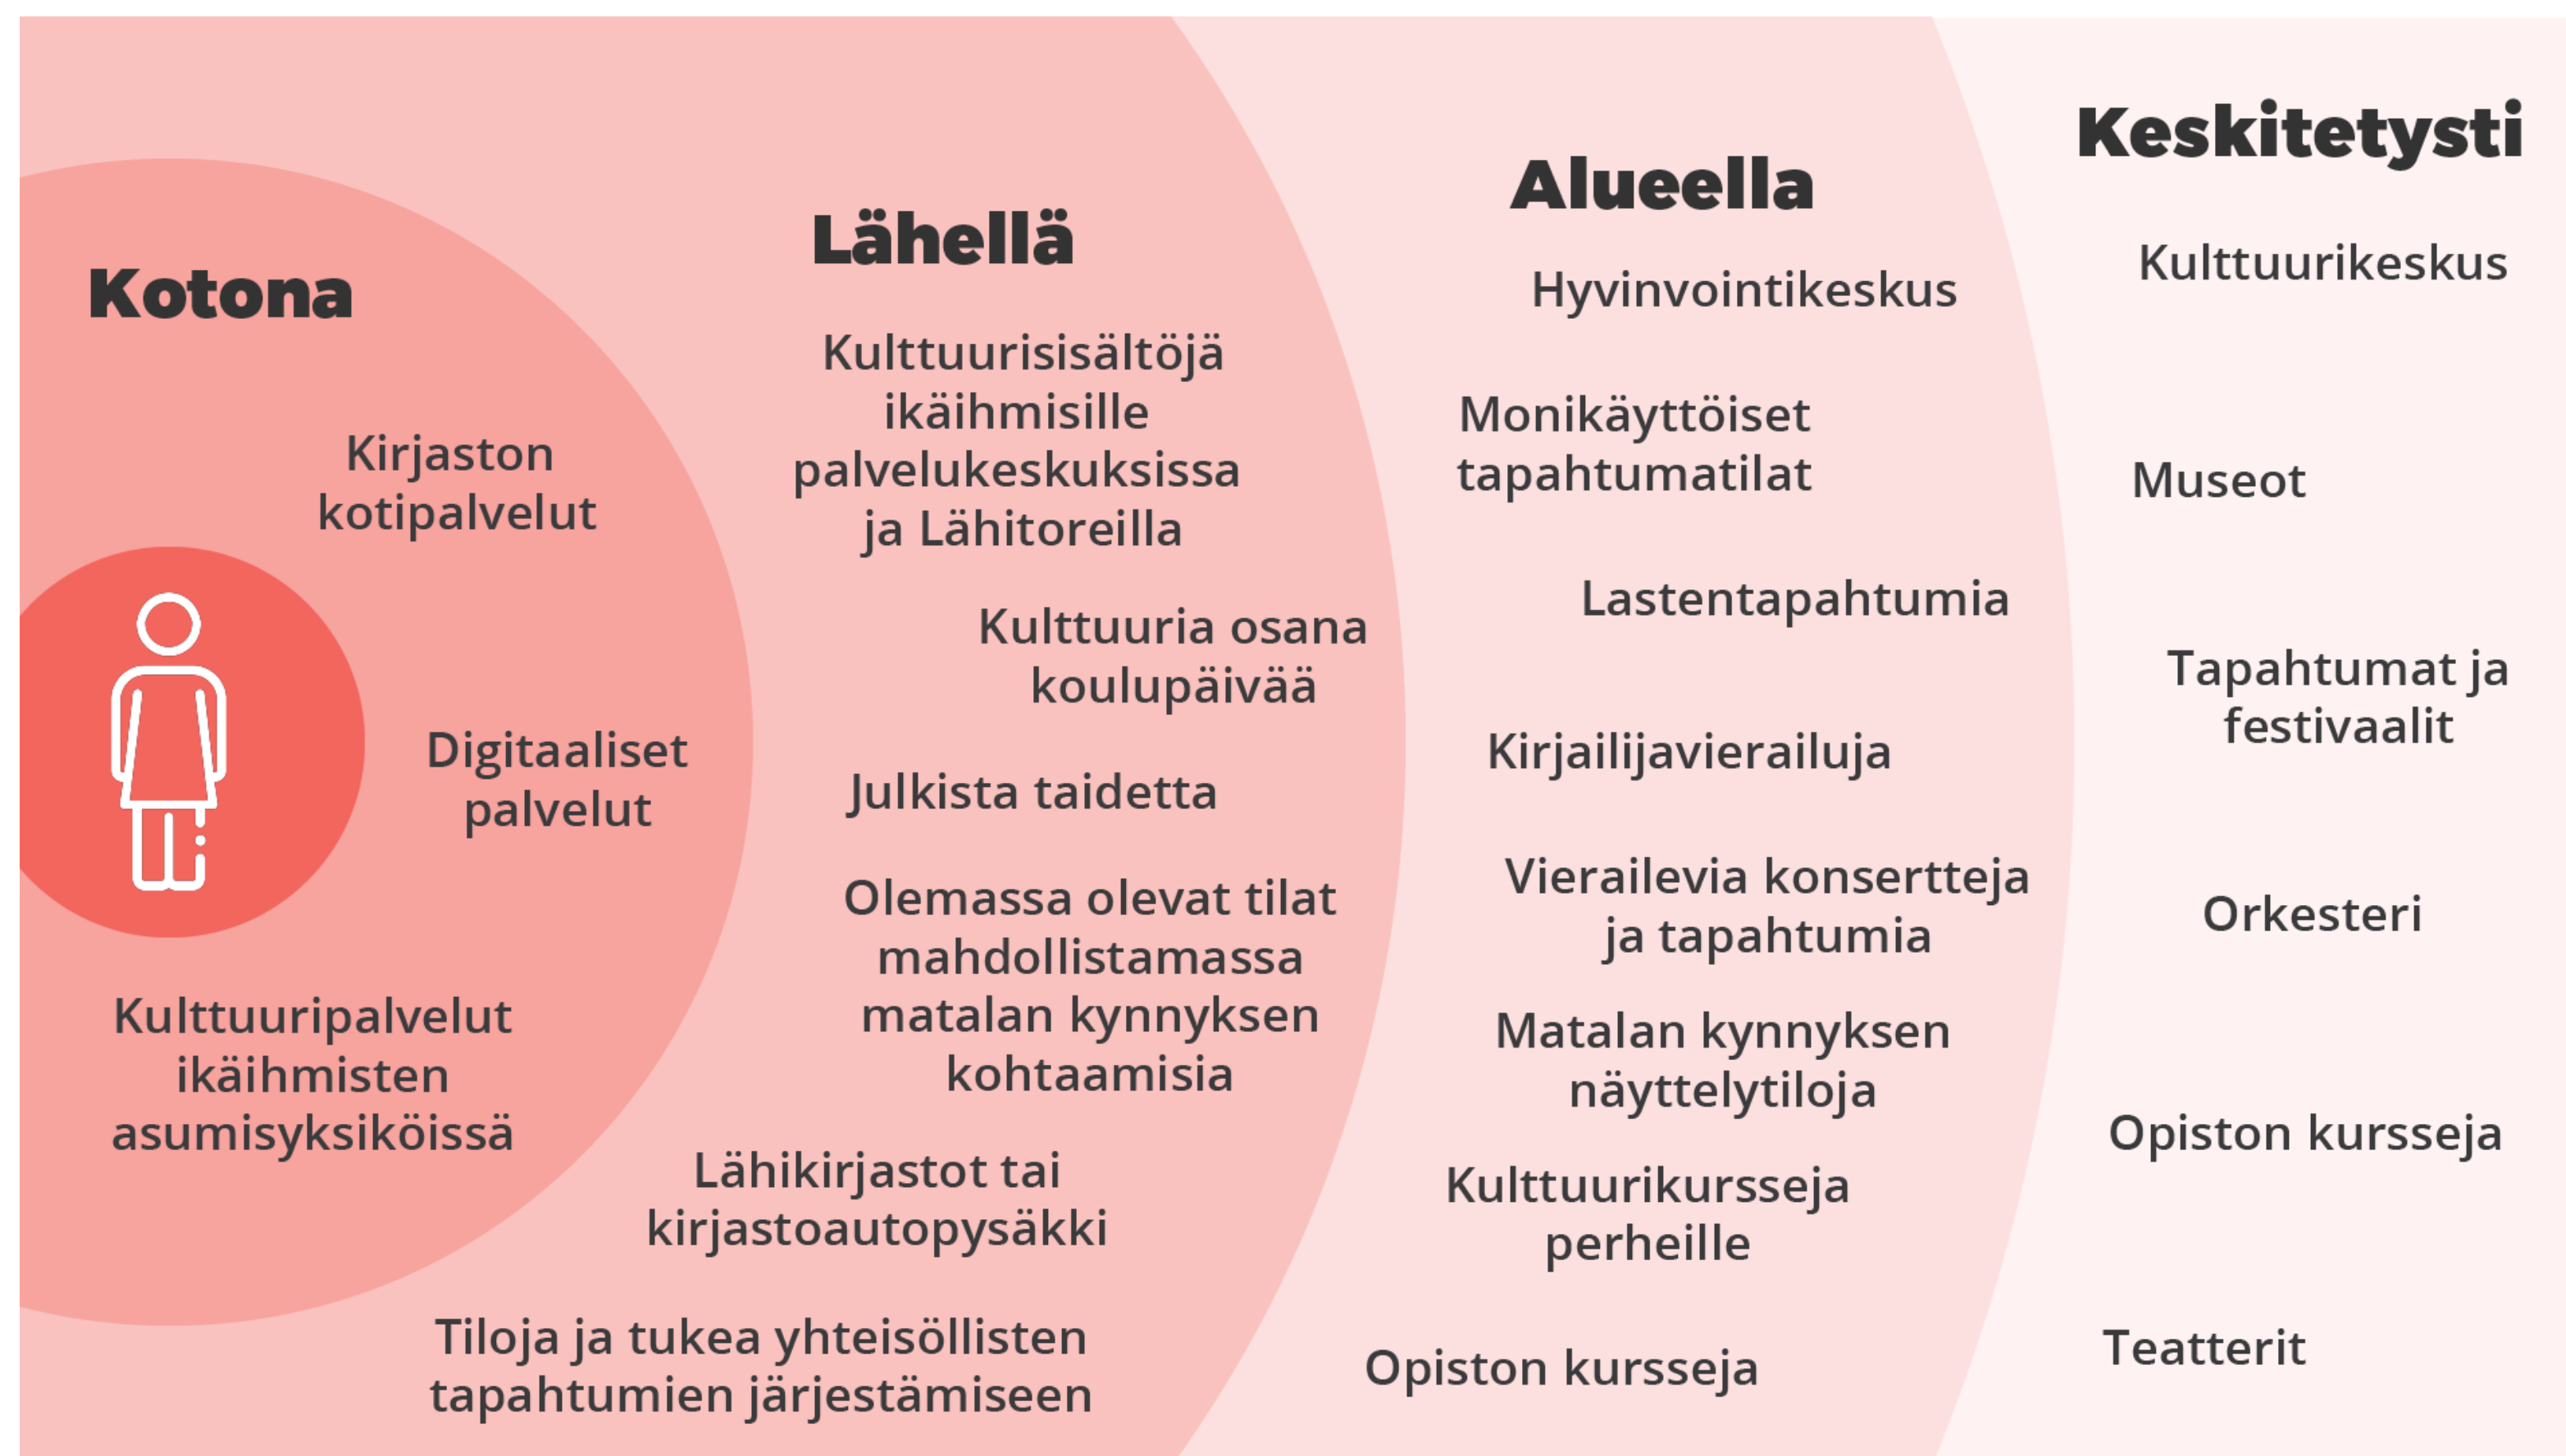 Kotona
Kirjaston
kotipalvelut
Digitaaliset
palvelut
Kulttuuripalvelut
ikäihmisten
asumisyksiköissä
Lähellä
Kulttuurisisältöjä
ikäihmisille
palvelukeskuksissa
ja Lähitoreilla
Kulttuuria osana
koulupäivää
Julkista taidetta
Olemassa olevat tilat
mahdollistamassa
matalan kynnyksen
kohtaamisia
Lähikirjastot tai
kirjastoautopysäkki
Tiloja ja tukea yhteisöllisten
tapahtumien järjestämiseen
Alueella
Hyvinvointikeskus
Monikäyttöiset
tapahtumatilat
Lastentapahtumia
Kirjailijavierailuja
Vierailevia konsertteja
ja tapahtumia
Matalan kynnyksen
näyttelytiloja
Kulttuurikursseja
perheille
Opiston kursseja
Keskitetysti
Kulttuurikeskus
Museot
Tapahtumat ja
festivaalit
Orkesteri
Opiston kursseja
Teatterit